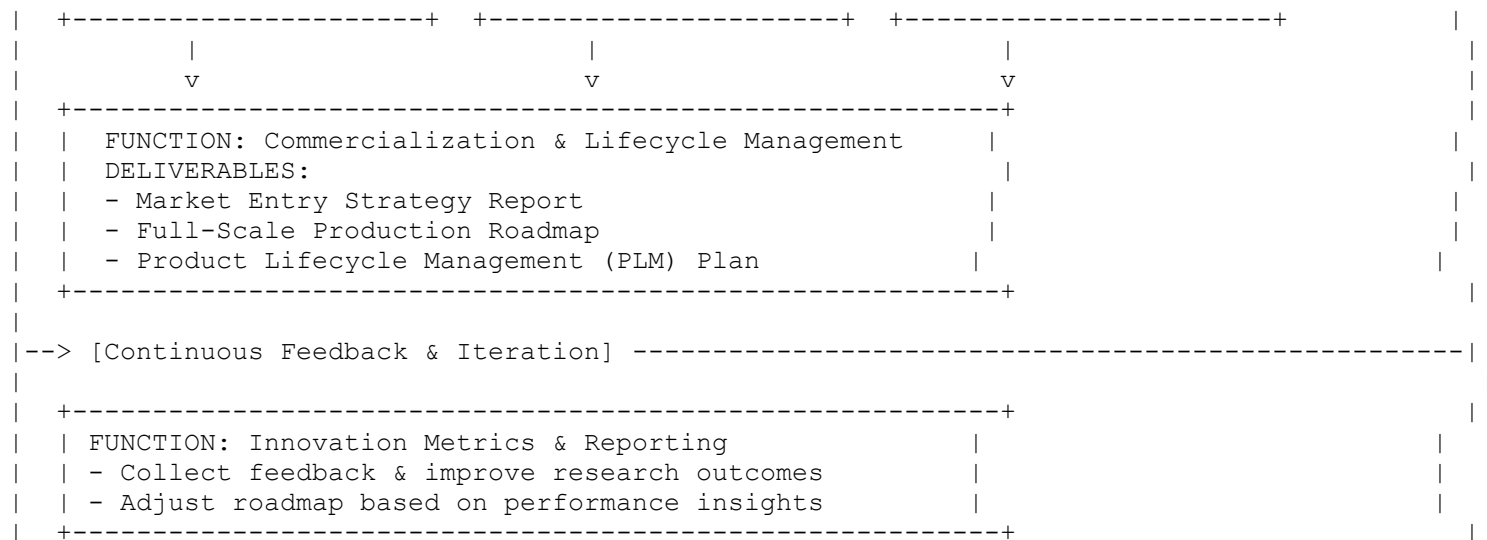 |  +----------------------+  +----------------------+  +-----------------------+          |
|          |                        |                         |                            |
|          v                        v                         v                           |
|  +----------------------------------------------------------+                            |
|  |  FUNCTION: Commercialization & Lifecycle Management     |                            |
|  |  DELIVERABLES:                                           |                            |
|  |  - Market Entry Strategy Report                         |                            |
|  |  - Full-Scale Production Roadmap                        |                            |
|  |  - Product Lifecycle Management (PLM) Plan             |                            |
|  +----------------------------------------------------------+                            |
|
|--> [Continuous Feedback & Iteration] ----------------------------------------------------|
|
|  +----------------------------------------------------------+                            |
|  | FUNCTION: Innovation Metrics & Reporting               |                            |
|  | - Collect feedback & improve research outcomes         |                            |
|  | - Adjust roadmap based on performance insights         |                            |
|  +----------------------------------------------------------+                            |